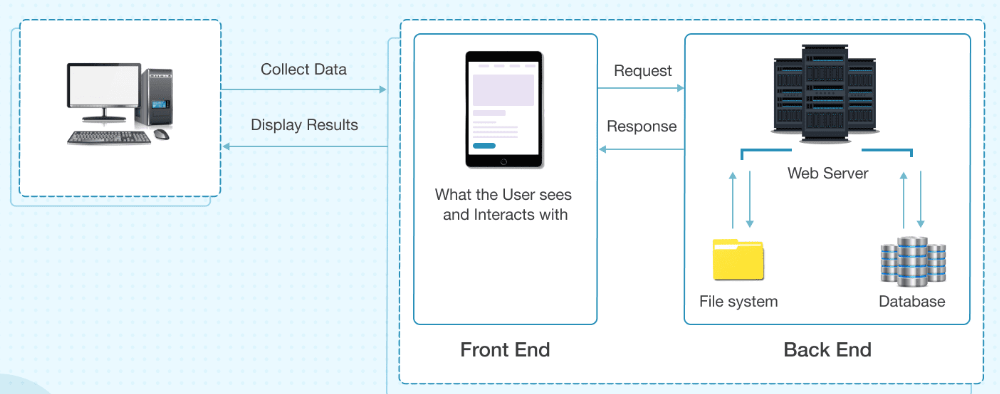 Collect Data
Display Results
What the User sees
and Interacts with
Front End
Request
Response
Web Server
File system
Database
Back End